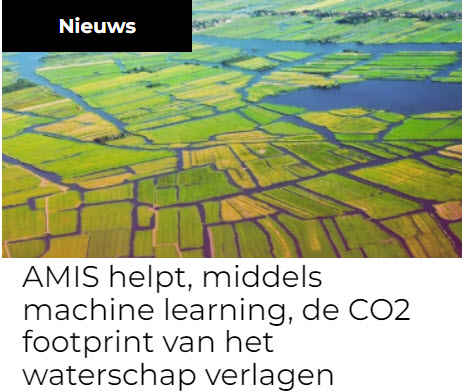 Nieuws
AMIS helpt, middels
machine learning, de CO2
footprint van het
waterschap verlagen